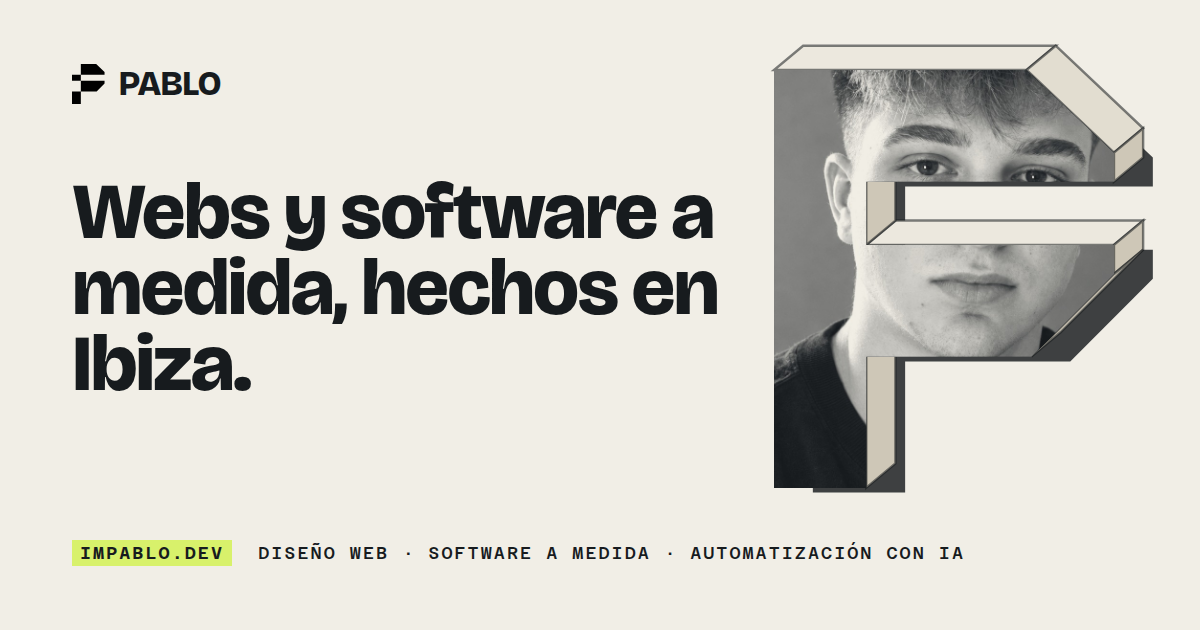 PABLO
Webs y software a
medida, hechos en
Ibiza.
IMPABLO.DEV DISEÑO WEB · SOFTWARE A MEDIDA · AUTOMATIZACIÓN CON IA